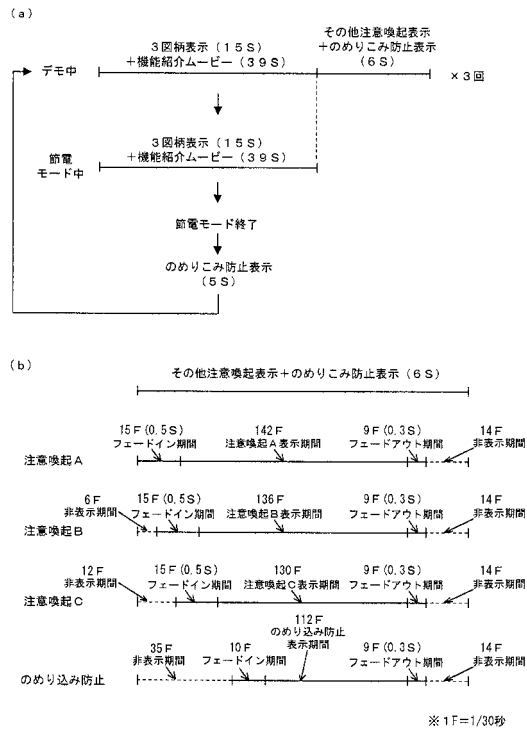 (a)
その他注意喚起表示
+のめりこみ防止表示
(6S)
3図柄表示(15S)
+機能紹介ムービー(39S)
デモ中
×3回
3図柄表示(15S)
+機能紹介ムービー(39S)
節電
モード中
節電モード終了
のめりこみ防止表示
(5S)
(b)
その他注意喚起表示+のめりこみ防止表示(6S)
15F(0.5S)
フェードイン期間
142F
注意喚起A表示期間
9F(0.3S)
フェードアウト期間
14F
非表示期間
注意喚起A
6F
非表示期間
15F(0.5S)
フェードイン期間
136F
注意喚起B表示期間
9F(0.3S)
フェードアウト期間
14F
非表示期間
注意喚起B
12F
非表示期間
15F(0.5S)
フェードイン期間
130F
注意喚起C表示期間
9F(0.3S)
フェードアウト期間
14F
非表示期間
注意喚起C
35F
非表示期間
10F
フェードイン期間
112F
のめり込み防止
表示期間
9F(0.3S)
フェードアウト期間
14F
非表示期間
のめり込み防止
※1F=1/30秒